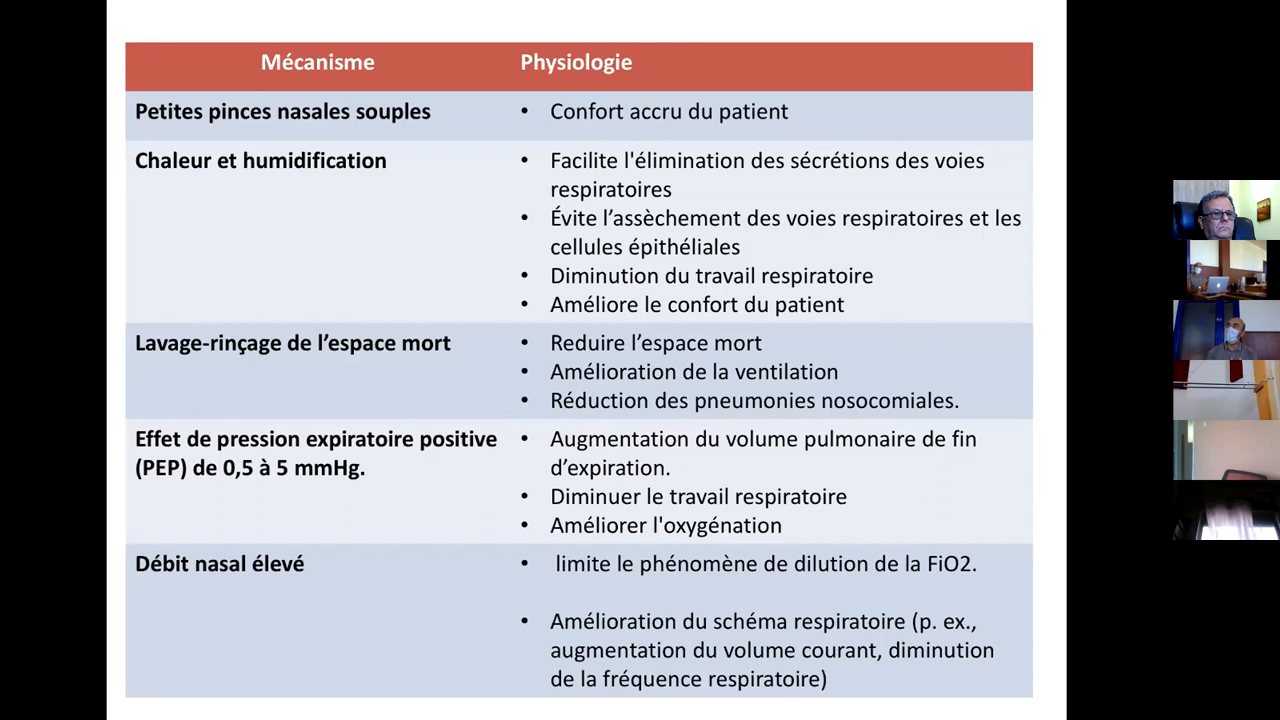 Mécanisme Physiologie
Petites pinces nasales souples
• Confort accru du patient
Chaleur et humidification
• Facilite l'élimination des sécrétions des voies
respiratoires
• Évite l’assèchement des voies respiratoires et les
cellules épithéliales
• Diminution du travail respiratoire
• Améliore le confort du patient
Lavage-rinçage de l’espace mort
• Reduire l’espace mort
• Amélioration de la ventilation
• Réduction des pneumonies nosocomiales.
Effet de pression expiratoire positive
(PEP) de 0,5 à 5 mmHg.
• Augmentation du volume pulmonaire de fin
d’expiration.
• Diminuer le travail respiratoire
• Améliorer l'oxygénation
Débit nasal élevé
• limite le phénomène de dilution de la FiO2.
• Amélioration du schéma respiratoire (p. ex.,
augmentation du volume courant, diminution
de la fréquence respiratoire)